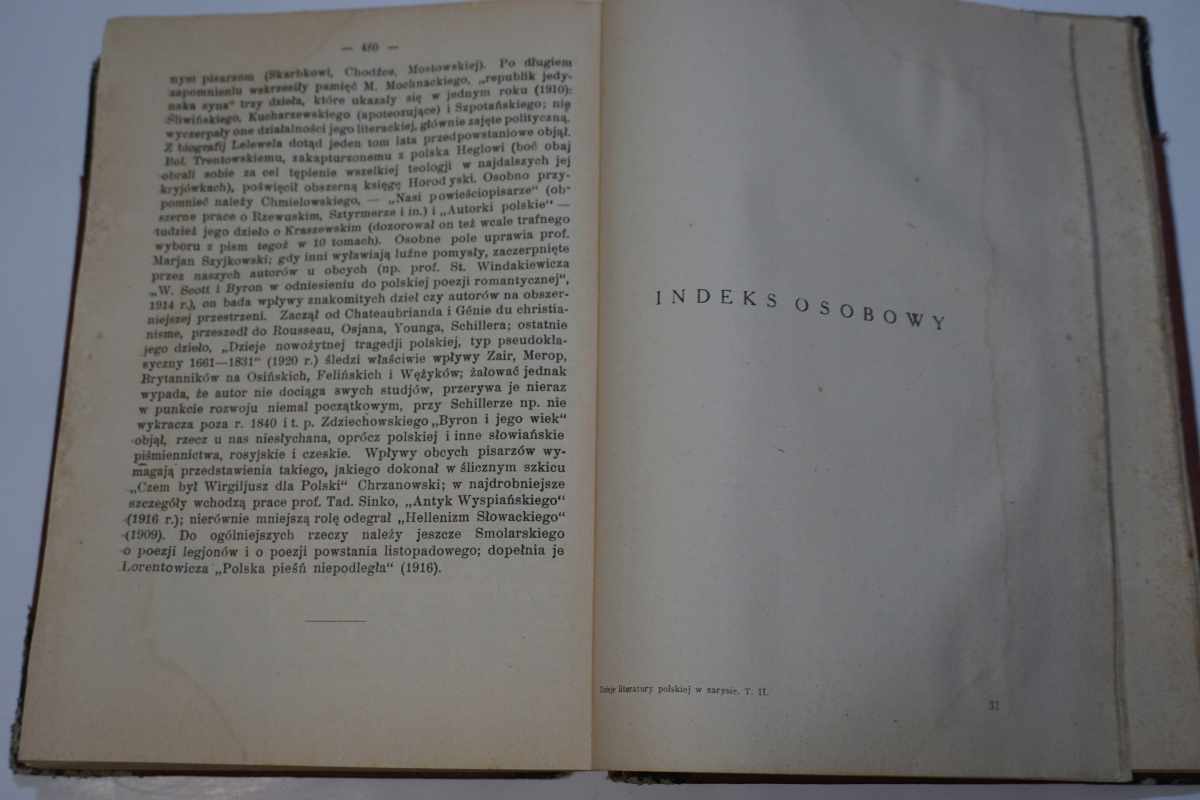 — 480 —
nym pisarzom (Skarbkowi, Chodźce, Mostowskiej). Po długiem
zapomnieniu wskrzesiły pamięć M. Mochnackiego, „republik jedy-
naka syna“ trzy dzieła, które ukazały się w jednym roku (1910):
Śliwińskiego, Kucharzewskiego (apoteozujące) i Szpotańskiego; nie
wyczerpały one działalności jego literackiej, głównie zajęte polityczną.
Z biografij Lelewela dotąd jeden tom lata przedpowstaniowe objął.
Bol. Trentowskiemu, zakapturzonemu z polska Heglowi (boć obaj
obrali sobie za cel tępienie wszelkiej teologji w najdalszych jej
kryjówkach), poświęcił obszerną księgę Horodyski. Osobno przy-
pomnieć należy Chmielowskiego, — „Nasi powieściopisarze“ (ob-
szerne prace o Rzewuskim, Sztyrmerze i in.) i „Autorki polskie“ —
tudzież jego dzieło o Kraszewskim (dozorował on też wcale trafnego
wyboru z pism tegoż w 10 tomach). Osobne pole uprawia prof.
Marjan Szyjkowski; gdy inni wyławiają luźne pomysły, zaczerpnięte
przez naszych autorów u obcych (np. prof. St. Windakiewicza
„W. Scott i Byron w odniesieniu do polskiej poezji romantycznej“,
1914 r.), on bada wpływy znakomitych dzieł czy autorów na obszer-
niejszej przestrzeni. Zaczął od Chateaubrianda i Génie du christia-
nisme, przeszedł do Rousseau, Osjana, Younga, Schillera; ostatnie
jego dzieło, „Dzieje nowożytnej tragedji polskiej, typ pseudokla-
syczny 1661—1831“ (1920 r.) śledzi właściwie wpływy Zair, Merop,
Brytanników na Osińskich, Felińskich i Wężyków; żałować jednak
wypada, że autor nie dociąga swych studjów, przerywa je nieraz
w punkcie rozwoju niemal początkowym, przy Schillerze np. nie
wykracza poza r. 1840 i t. p. Zdziechowskiego „Byron i jego wiek“
objął, rzecz u nas niesłychana, oprócz polskiej i inne słowiańskie
piśmiennictwa, rosyjskie i czeskie. Wpływy obcych pisarzów wy-
magają przedstawienia takiego, jakiego dokonał w ślicznym szkicu
„Czem był Wirgiljusz dla Polski“ Chrzanowski; w najdrobniejsze
szczegóły wchodzą prace prof. Tad. Sinko, „Antyk Wyspiańskiego“
(1916 r.); nierównie mniejszą rolę odegrał „Hellenizm Słowackiego“
(1909). Do ogólniejszych rzeczy należy jeszcze Smolarskiego
o poezji legjonów i o poezji powstania listopadowego; dopełnia je
Lorentowicza „Polska pieśń niepodległa“ (1916).
INDEKS OSOBOWY
Dzieje literatury polskiej w zarysie. T. II.
31